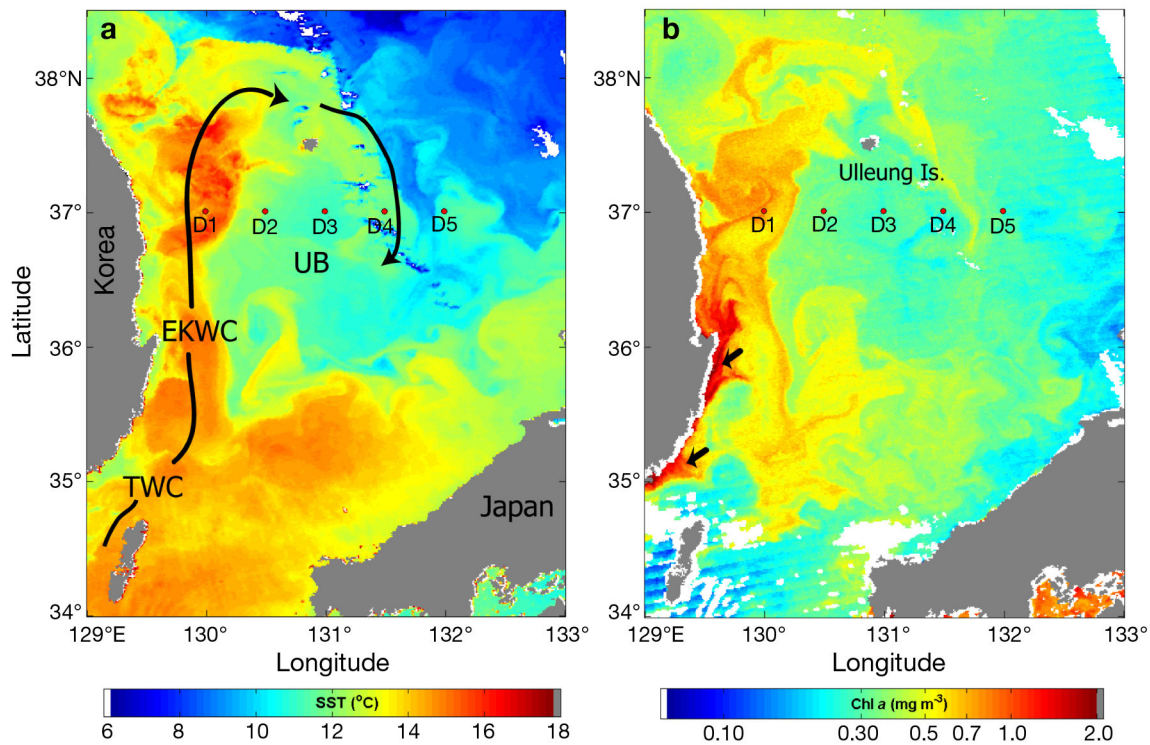 a
38°N
37°
36°
35°
34°
Latitude
Korea
D1
D2
D3
D4
D5
UB
EKWC
TWC
Japan
129°E
130°
131°
132°
133°
Longitude
SST (°C)
6
8
10
12
14
16
18
b
38°N
37°
36°
35°
34°
Ulleung Is.
D1
D2
D3
D4
D5
129°E
130°
131°
132°
133°
Longitude
Chl a (mg m⁻³)
0.10
0.30
0.5
0.7
1.0
2.0